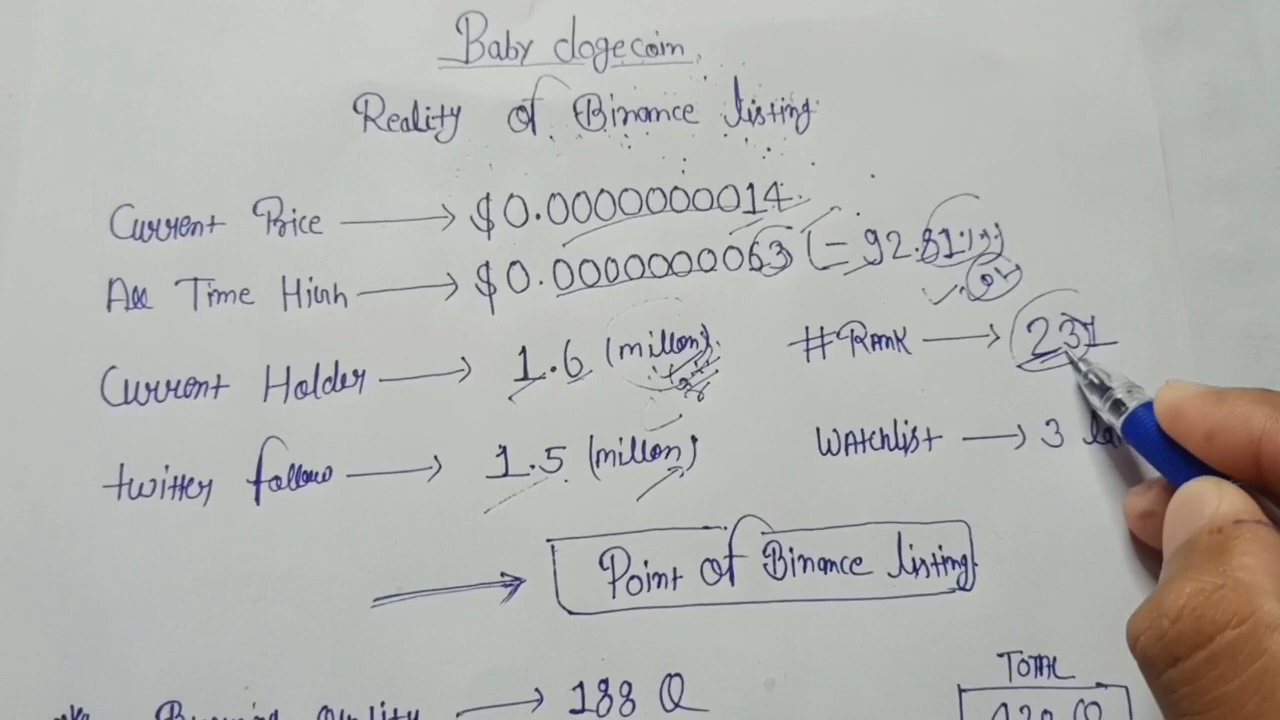 Baby dogecoin
Reality of Binance listing
Current Price → $0.0000000014
All Time High → $0.0000000063 (-92.81%)
Current Holder → 1.6 (millon)
#Rank → 231
twitter follow → 1.5 (millon)
Watchlist → 3
Point of Binance listing
→ 188 Q
Total